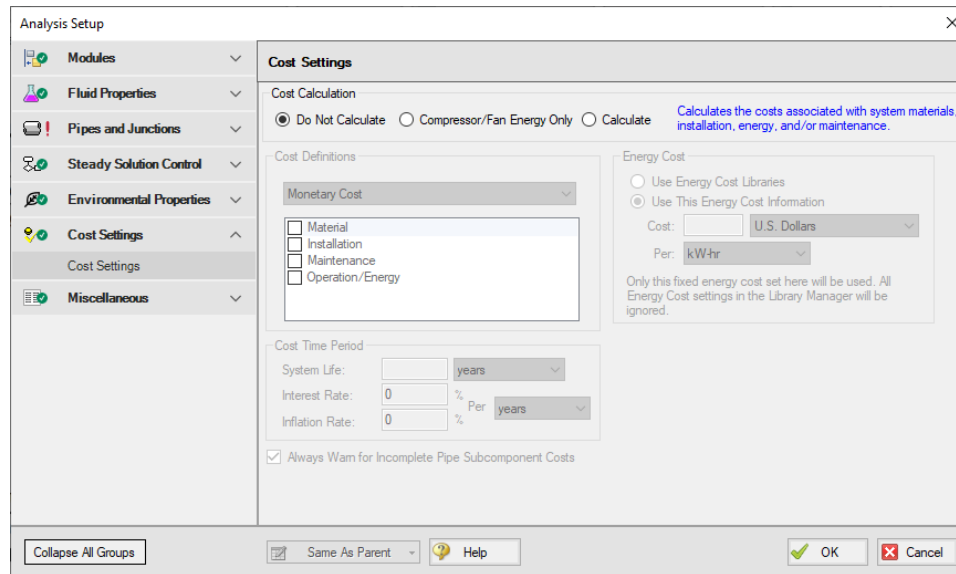 Analysis Setup
Modules
Fluid Properties
Pipes and Junctions
Steady Solution Control
Environmental Properties
Cost Settings
Cost Settings
Miscellaneous
Cost Settings
Cost Calculation
Do Not Calculate
Compressor/Fan Energy Only
Calculate
Calculates the costs associated with system materials,
installation, energy, and/or maintenance.
Cost Definitions
Monetary Cost
Material
Installation
Maintenance
Operation/Energy
Energy Cost
Use Energy Cost Libraries
Use This Energy Cost Information
Cost:
U.S. Dollars
Per:
kW-hr
Only this fixed energy cost set here will be used. All
Energy Cost settings in the Library Manager will be
ignored.
Cost Time Period
System Life:
years
Interest Rate:
0
%
Per
years
Inflation Rate:
0
%
Always Warn for Incomplete Pipe Subcomponent Costs
Collapse All Groups
Same As Parent
Help
OK
Cancel